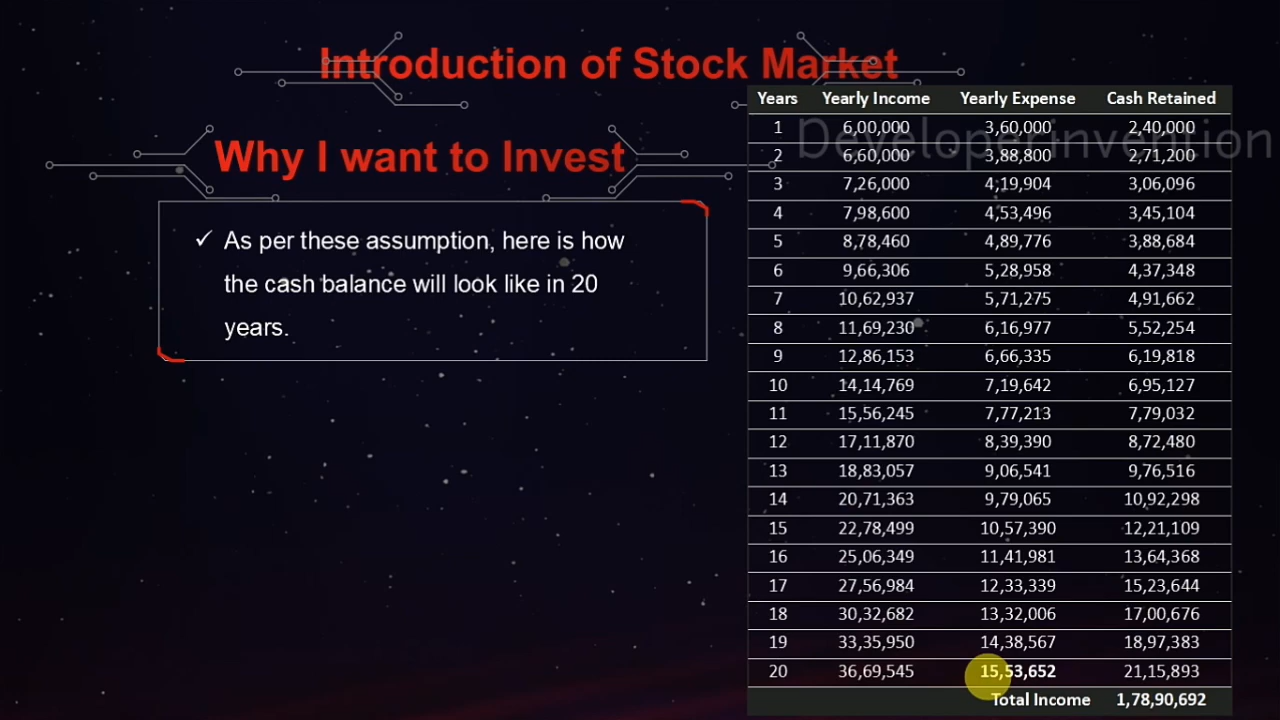 Introduction of Stock Market
Why I want to Invest
✓ As per these assumption, here is how
the cash balance will look like in 20
years.
Developerinvention
Years Yearly Income Yearly Expense Cash Retained
1 6,00,000 3,60,000 2,40,000
2 6,60,000 3,88,800 2,71,200
3 7,26,000 4,19,904 3,06,096
4 7,98,600 4,53,496 3,45,104
5 8,78,460 4,89,776 3,88,684
6 9,66,306 5,28,958 4,37,348
7 10,62,937 5,71,275 4,91,662
8 11,69,230 6,16,977 5,52,254
9 12,86,153 6,66,335 6,19,818
10 14,14,769 7,19,642 6,95,127
11 15,56,245 7,77,213 7,79,032
12 17,11,870 8,39,390 8,72,480
13 18,83,057 9,06,541 9,76,516
14 20,71,363 9,79,065 10,92,298
15 22,78,499 10,57,390 12,21,109
16 25,06,349 11,41,981 13,64,368
17 27,56,984 12,33,339 15,23,644
18 30,32,682 13,32,006 17,00,676
19 33,35,950 14,38,567 18,97,383
20 36,69,545 15,53,652 21,15,893
Total Income 1,78,90,692